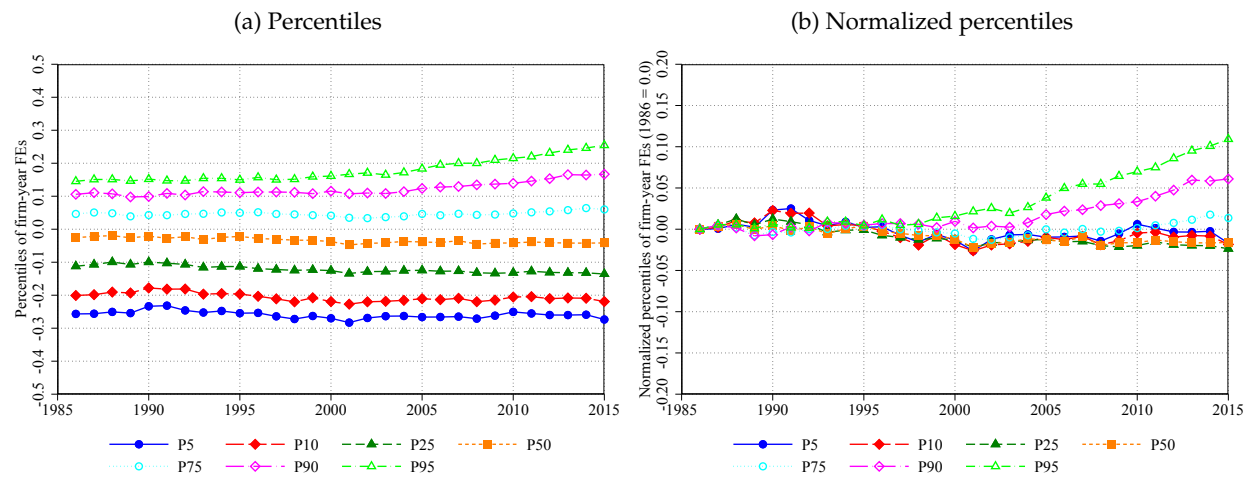 (a) Percentiles
(b) Normalized percentiles
Percentiles of firm-year FEs
0.5
0.4
0.3
0.2
0.1
0.0
-0.1
-0.2
-0.3
-0.4
-0.5
1985 1990 1995 2000 2005 2010 2015
P5 P10 P25 P50
P75 P90 P95
Normalized percentiles of firm-year FEs (1986 = 0.0)
0.20
0.15
0.10
0.05
0.00
-0.05
-0.10
-0.15
-0.20
1985 1990 1995 2000 2005 2010 2015
P5 P10 P25 P50
P75 P90 P95